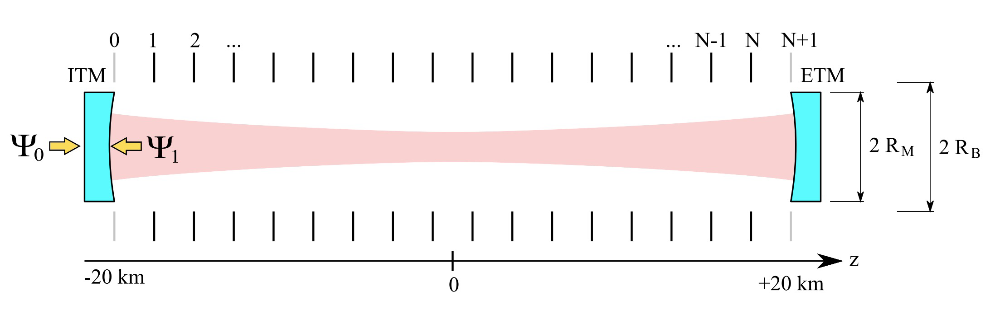 0 1 2 ... ... N-1 N N+1
ITM ETM
Ψ0 Ψ1 2 RM 2 RB
z
-20 km 0 +20 km